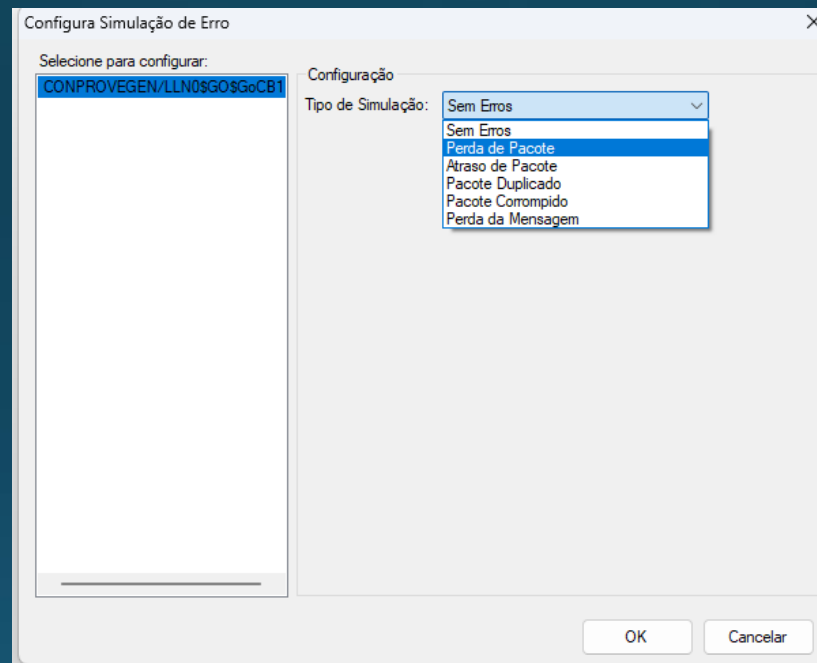 Configura Simulação de Erro
Selecione para configurar:
CONPROVEGEN/LLN0$GO$GoCB1
Configuração
Tipo de Simulação:
Sem Erros
Sem Erros
Perda de Pacote
Atraso de Pacote
Pacote Duplicado
Pacote Corrompido
Perda da Mensagem
OK
Cancelar